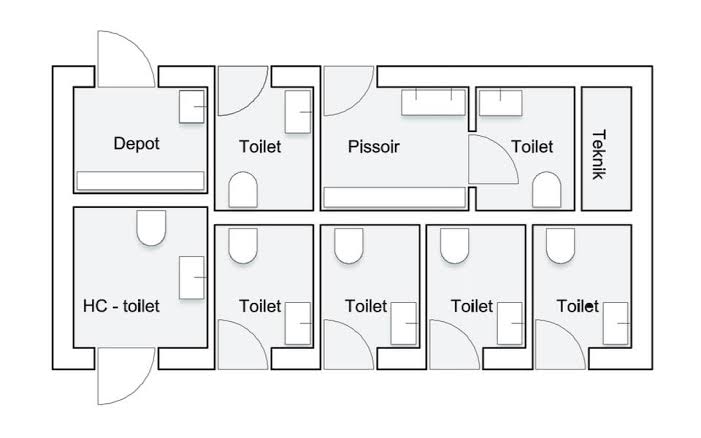 Depot
Toilet
Pissoir
Toilet
Teknik
HC - toilet
Toilet
Toilet
Toilet
Toilet